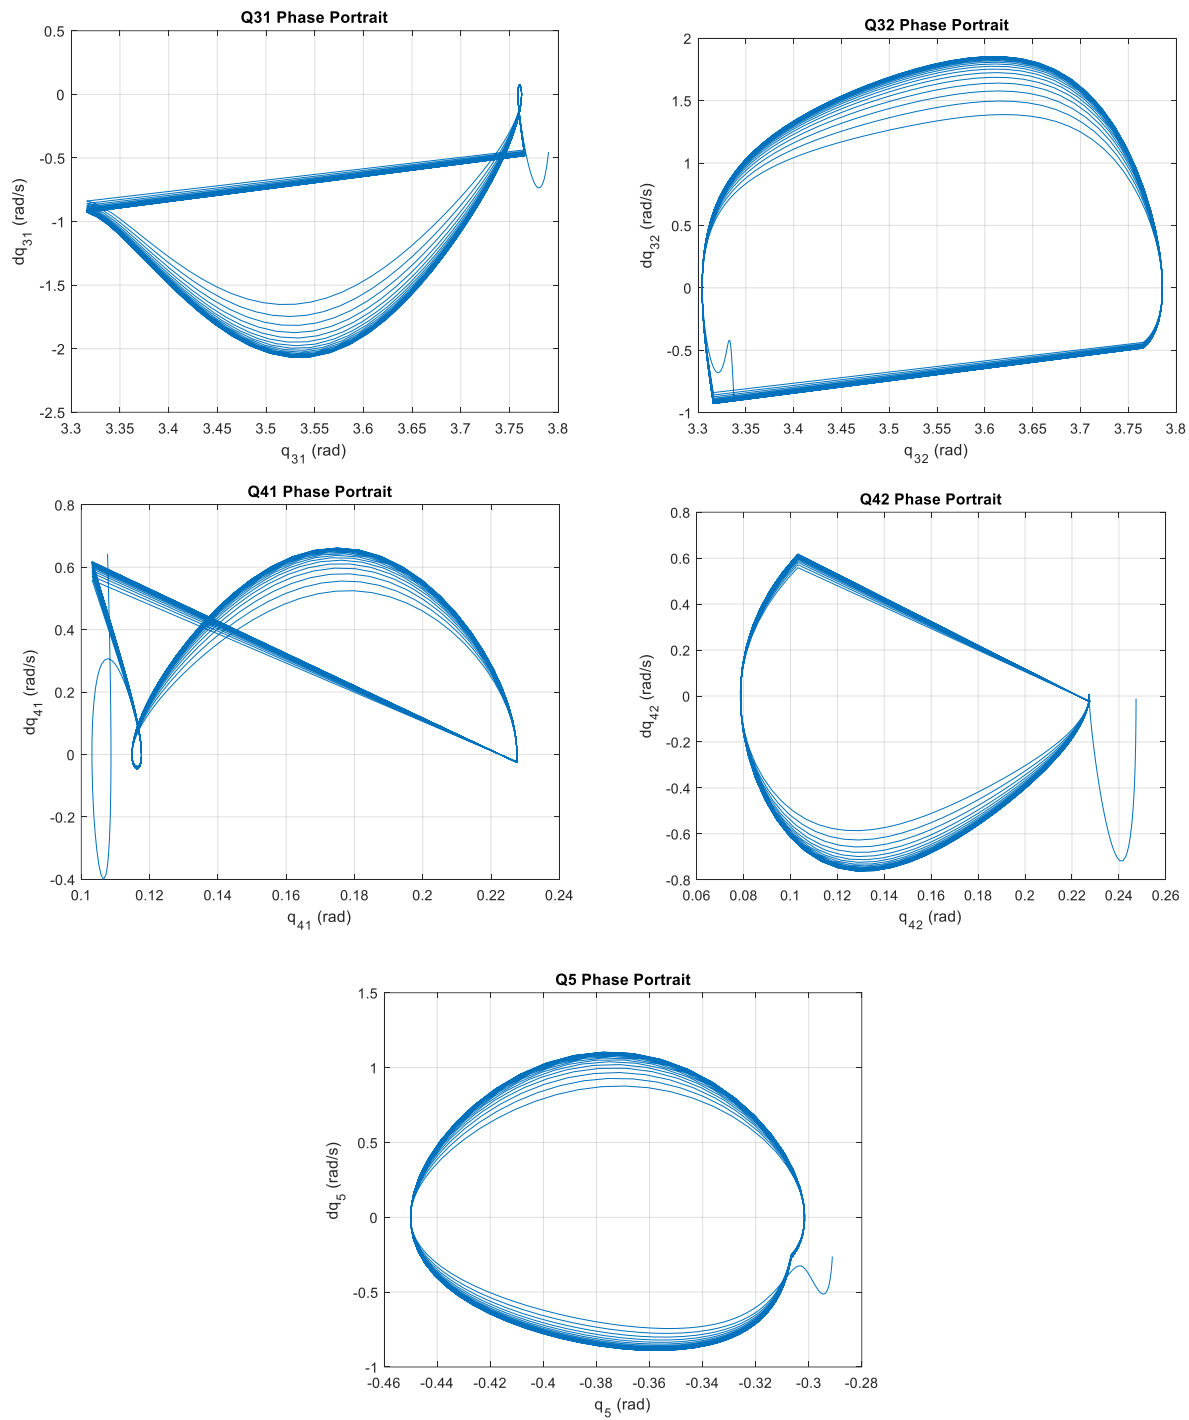 Q31 Phase Portrait
0.5
0
-0.5
-1
-1.5
-2
-2.5
dq31 (rad/s)
3.3 3.35 3.4 3.45 3.5 3.55 3.6 3.65 3.7 3.75 3.8
q31 (rad)
Q32 Phase Portrait
2
1.5
1
0.5
0
-0.5
-1
dq32 (rad/s)
3.3 3.35 3.4 3.45 3.5 3.55 3.6 3.65 3.7 3.75 3.8
q32 (rad)
Q41 Phase Portrait
0.8
0.6
0.4
0.2
0
-0.2
-0.4
dq41 (rad/s)
0.1 0.12 0.14 0.16 0.18 0.2 0.22 0.24
q41 (rad)
Q42 Phase Portrait
0.8
0.6
0.4
0.2
0
-0.2
-0.4
-0.6
-0.8
dq42 (rad/s)
0.06 0.08 0.1 0.12 0.14 0.16 0.18 0.2 0.22 0.24 0.26
q42 (rad)
Q5 Phase Portrait
1.5
1
0.5
0
-0.5
-1
dq5 (rad/s)
-0.46 -0.44 -0.42 -0.4 -0.38 -0.36 -0.34 -0.32 -0.3 -0.28
q5 (rad)